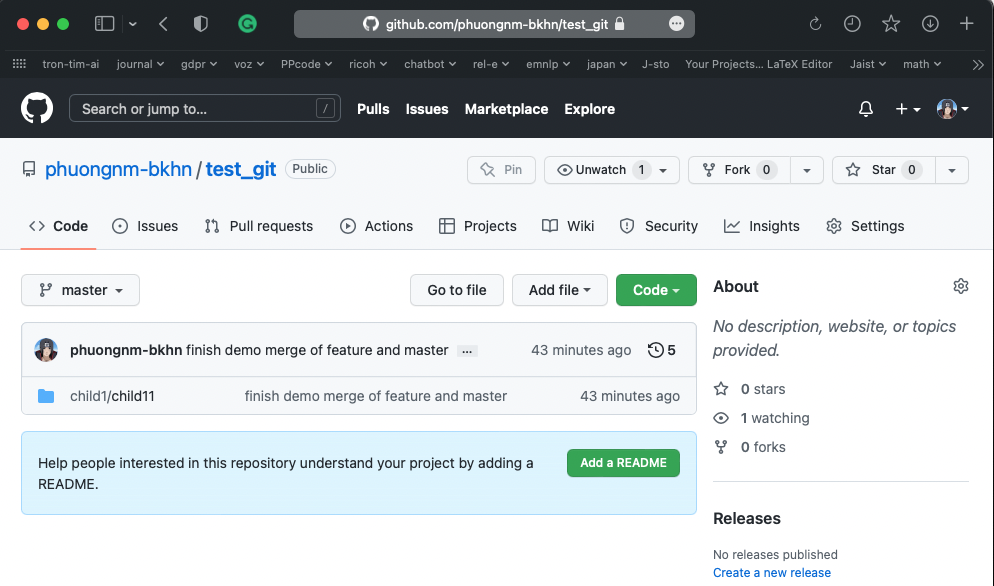 github.com/phuongnm-bkhn/test_git
tron-tim-ai journal gdpr voz PPcode ricoh chatbot rel-e emnlp japan J-sto Your Projects... LaTeX Editor Jaist math
Search or jump to... / Pulls Issues Marketplace Explore
phuongnm-bkhn / test_git Public Pin Unwatch 1 Fork 0 Star 0
Code Issues Pull requests Actions Projects Wiki Security Insights Settings
master Go to file Add file Code
phuongnm-bkhn finish demo merge of feature and master ... 43 minutes ago 5
child1/child11 finish demo merge of feature and master 43 minutes ago
Help people interested in this repository understand your project by adding a
README.
Add a README
About
No description, website, or topics
provided.
0 stars
1 watching
0 forks
Releases
No releases published
Create a new release